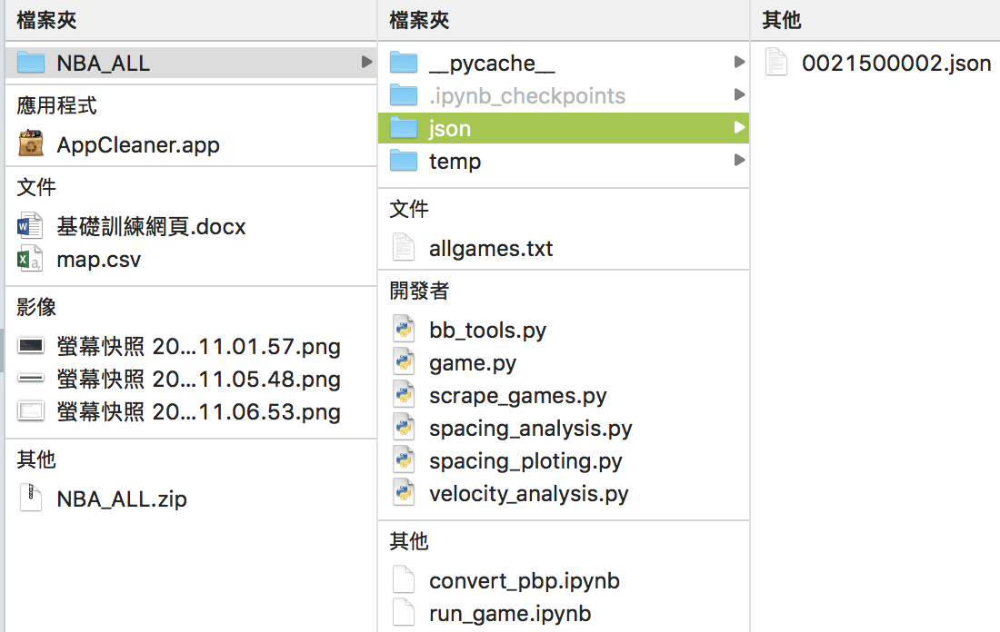 檔案夾
NBA_ALL
應用程式
AppCleaner.app
文件
基礎訓練網頁.docx
map.csv
影像
螢幕快照 20...11.01.57.png
螢幕快照 20...11.05.48.png
螢幕快照 20...11.06.53.png
其他
NBA_ALL.zip
檔案夾
__pycache__
.ipynb_checkpoints
json
temp
文件
allgames.txt
開發者
bb_tools.py
game.py
scrape_games.py
spacing_analysis.py
spacing_ploting.py
velocity_analysis.py
其他
convert_pbp.ipynb
run_game.ipynb
其他
0021500002.json